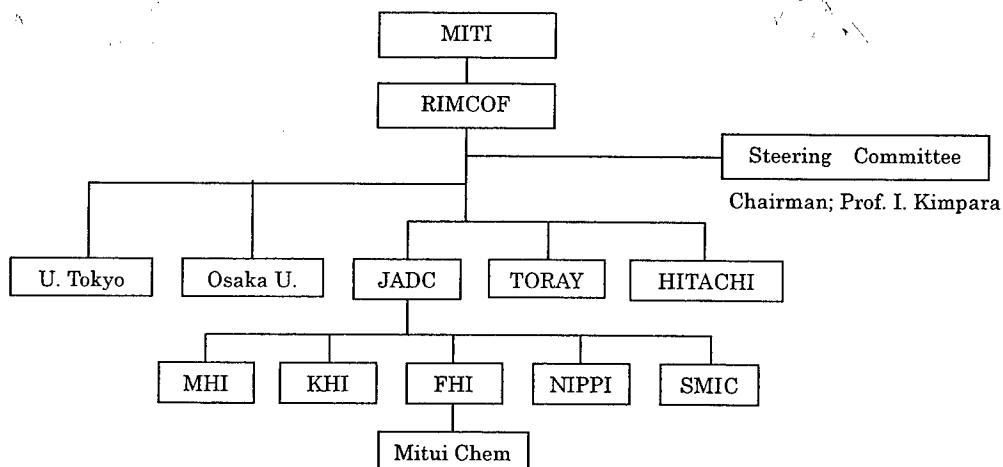 MITI
RIMCOF
Steering Committee
Chairman; Prof. I. Kimpara
U. Tokyo
Osaka U.
JADC
TORAY
HITACHI
MHI
KHI
FHI
NIPPI
SMIC
Mitui Chem